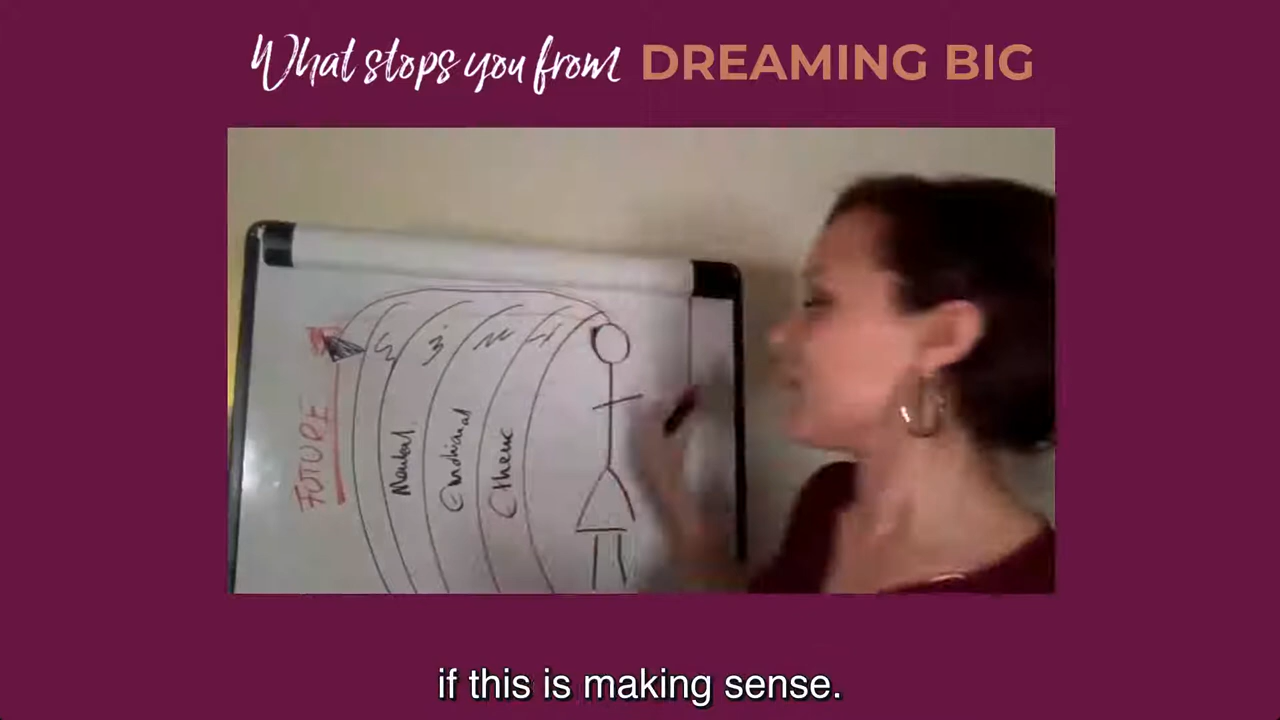 What stops you from DREAMING BIG
FUTURE
Mental
Emotional
Etheric
if this is making sense.